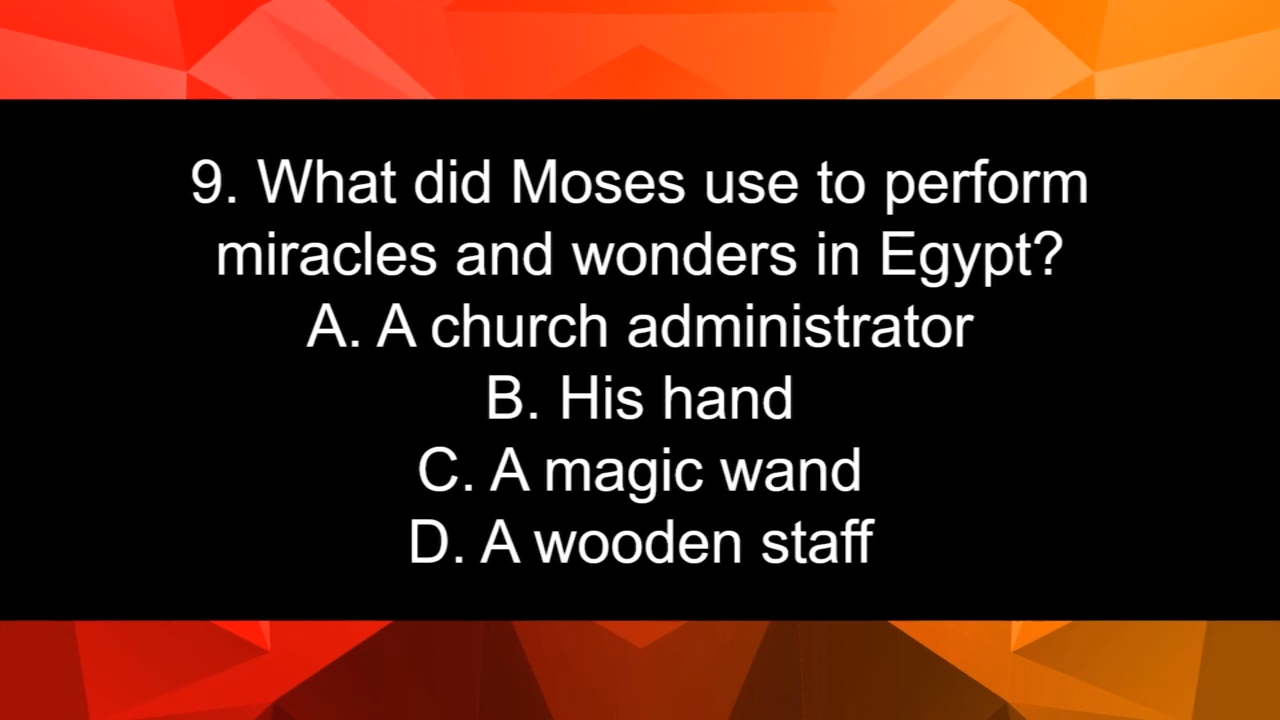 9. What did Moses use to perform
miracles and wonders in Egypt?
A. A church administrator
B. His hand
C. A magic wand
D. A wooden staff